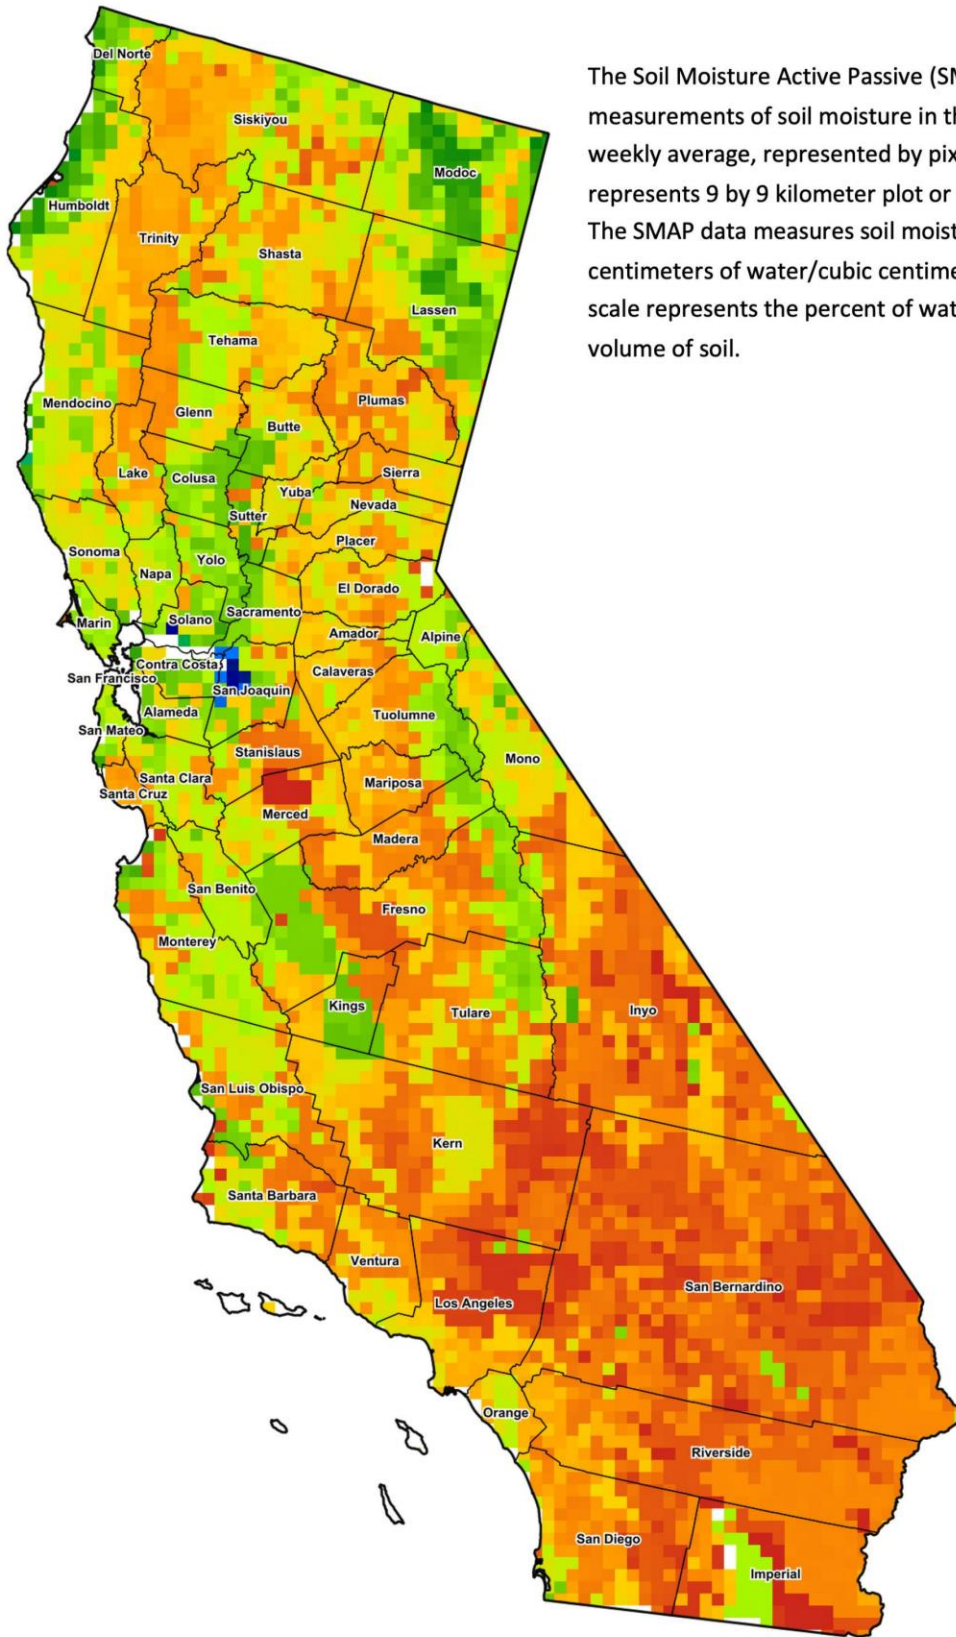 Del Norte
The Soil Moisture Active Passive (SM
measurements of soil moisture in th
Siskiyou
weekly average, represented by pix
Modoc
represents 9 by 9 kilometer plot or
Humboldt
The SMAP data measures soil moist
Trinity
Shasta
centimeters of water/cubic centime
Lassen
scale represents the percent of wat
Tehama
volume of soil.
Mendocino
Glenn
Plumas
Butte
Lake
Colusa
Sierra
Yuba
Nevada
Sutter
Placer
Sonoma
Yolo
Napa
El Dorado
Sacramento
Solano
Marin
Amador
Alpine
Contra Costa
Calaveras
San Francisco
San Joaquin
Alameda
Tuolumne
San Mateo
Stanislaus
Mono
Santa Clara
Mariposa
Santa Cruz
Merced
Madera
San Benito
Fresno
Monterey
Kings
Tulare
Inyo
San Luis Obispo
Kern
Santa Barbara
Ventura
San Bernardino
Los Angeles
Orange
Riverside
San Diego
Imperial